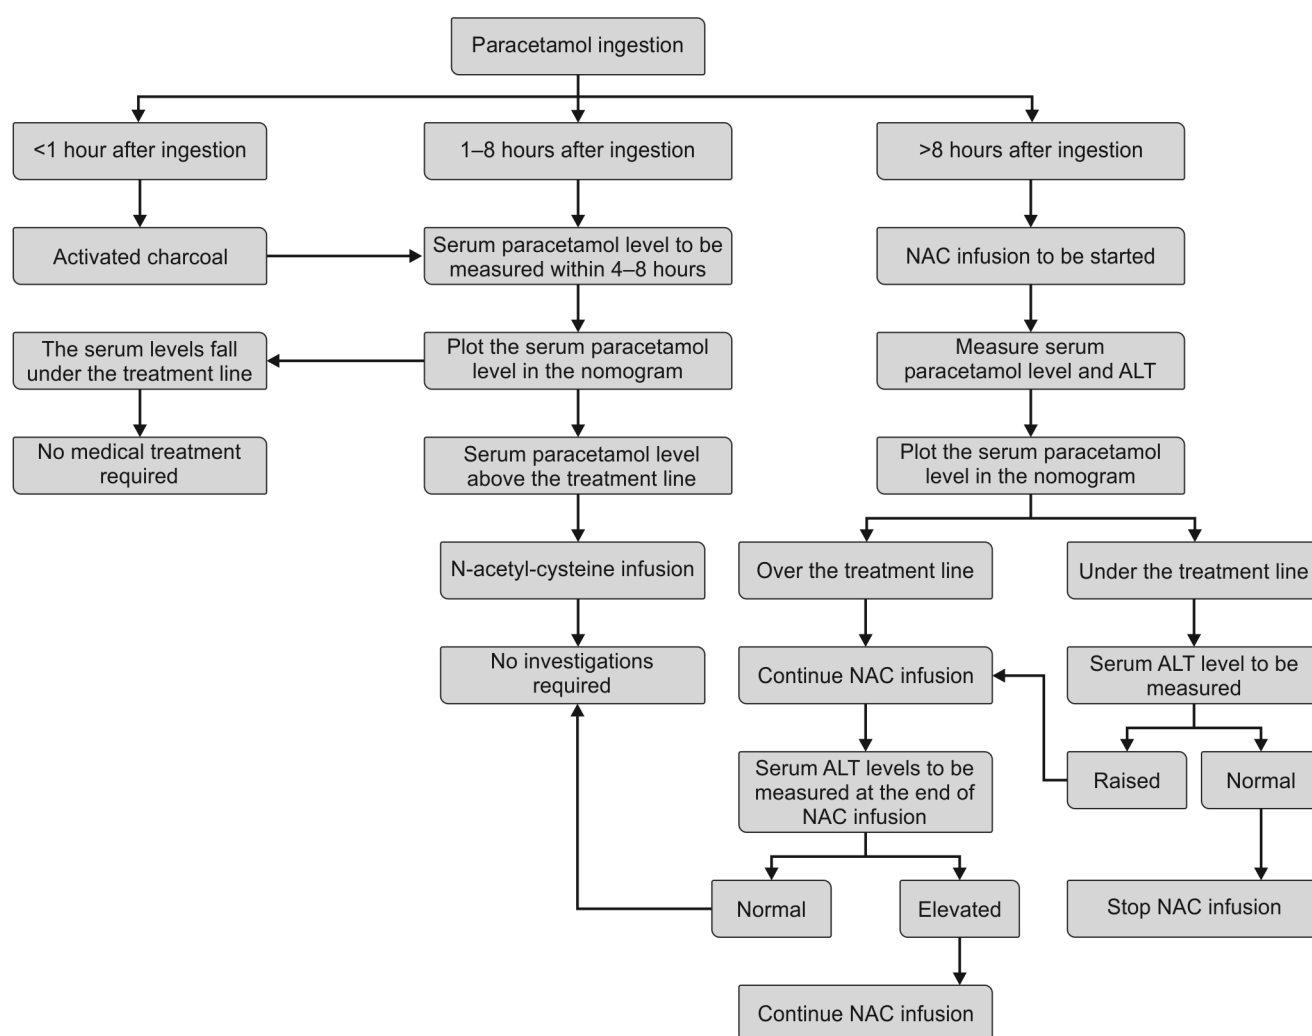 Paracetamol ingestion
<1 hour after ingestion
1–8 hours after ingestion
>8 hours after ingestion
Activated charcoal
Serum paracetamol level to be
measured within 4–8 hours
NAC infusion to be started
The serum levels fall
under the treatment line
Plot the serum paracetamol
level in the nomogram
Measure serum
paracetamol level and ALT
No medical treatment
required
Serum paracetamol level
above the treatment line
Plot the serum paracetamol
level in the nomogram
N-acetyl-cysteine infusion
Over the treatment line
Under the treatment line
No investigations
required
Continue NAC infusion
Serum ALT level to be
measured
Serum ALT levels to be
measured at the end of
NAC infusion
Raised
Normal
Normal
Elevated
Stop NAC infusion
Continue NAC infusion